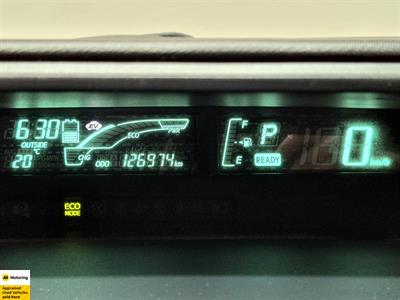 6:30
EV
ECO
PWR
OUTSIDE
20 °C
CHG
ODO 126974 km
F
P
E
READY
0 km/h
ECO
MODE
AA Motoring
Appraised
Used Vehicles
sold here